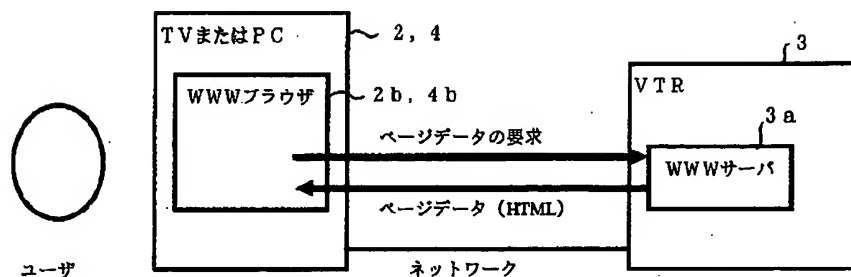 TVまたはPC
2, 4
3
VTR
WWWブラウザ
2b, 4b
3a
ページデータの要求
WWWサーバ
ページデータ (HTML)
ユーザ
ネットワーク